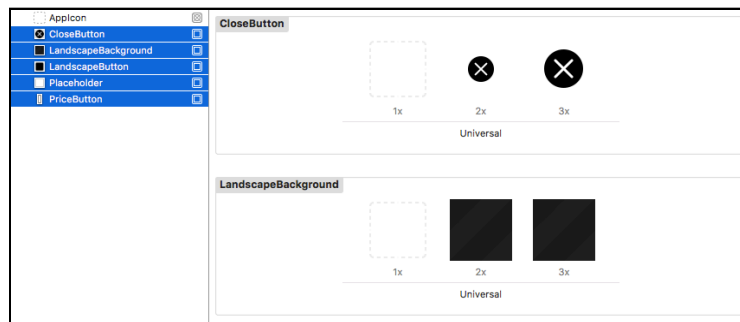 AppIcon
CloseButton
LandscapeBackground
LandscapeButton
Placeholder
PriceButton
CloseButton
1x 2x 3x
Universal
LandscapeBackground
1x 2x 3x
Universal